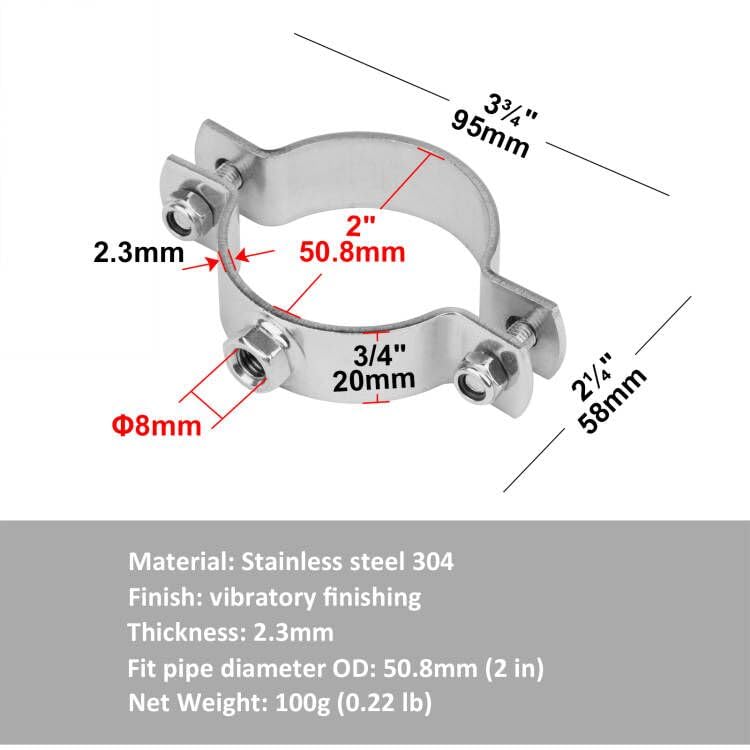 3¾"
95mm
2"
50.8mm
2.3mm
3/4"
20mm
2¼"
58mm
Φ8mm
Material: Stainless steel 304
Finish: vibratory finishing
Thickness: 2.3mm
Fit pipe diameter OD: 50.8mm (2 in)
Net Weight: 100g (0.22 lb)